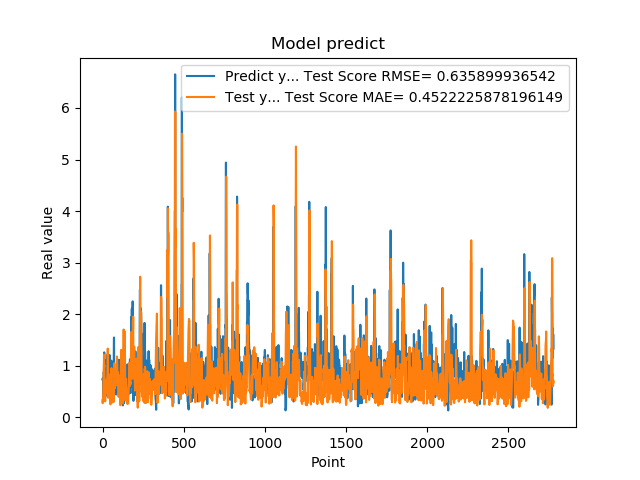 Model predict
Predict y... Test Score RMSE= 0.635899936542
Test y... Test Score MAE= 0.4522225878196149
6
5
4
3
2
1
0
Real value
0 500 1000 1500 2000 2500
Point